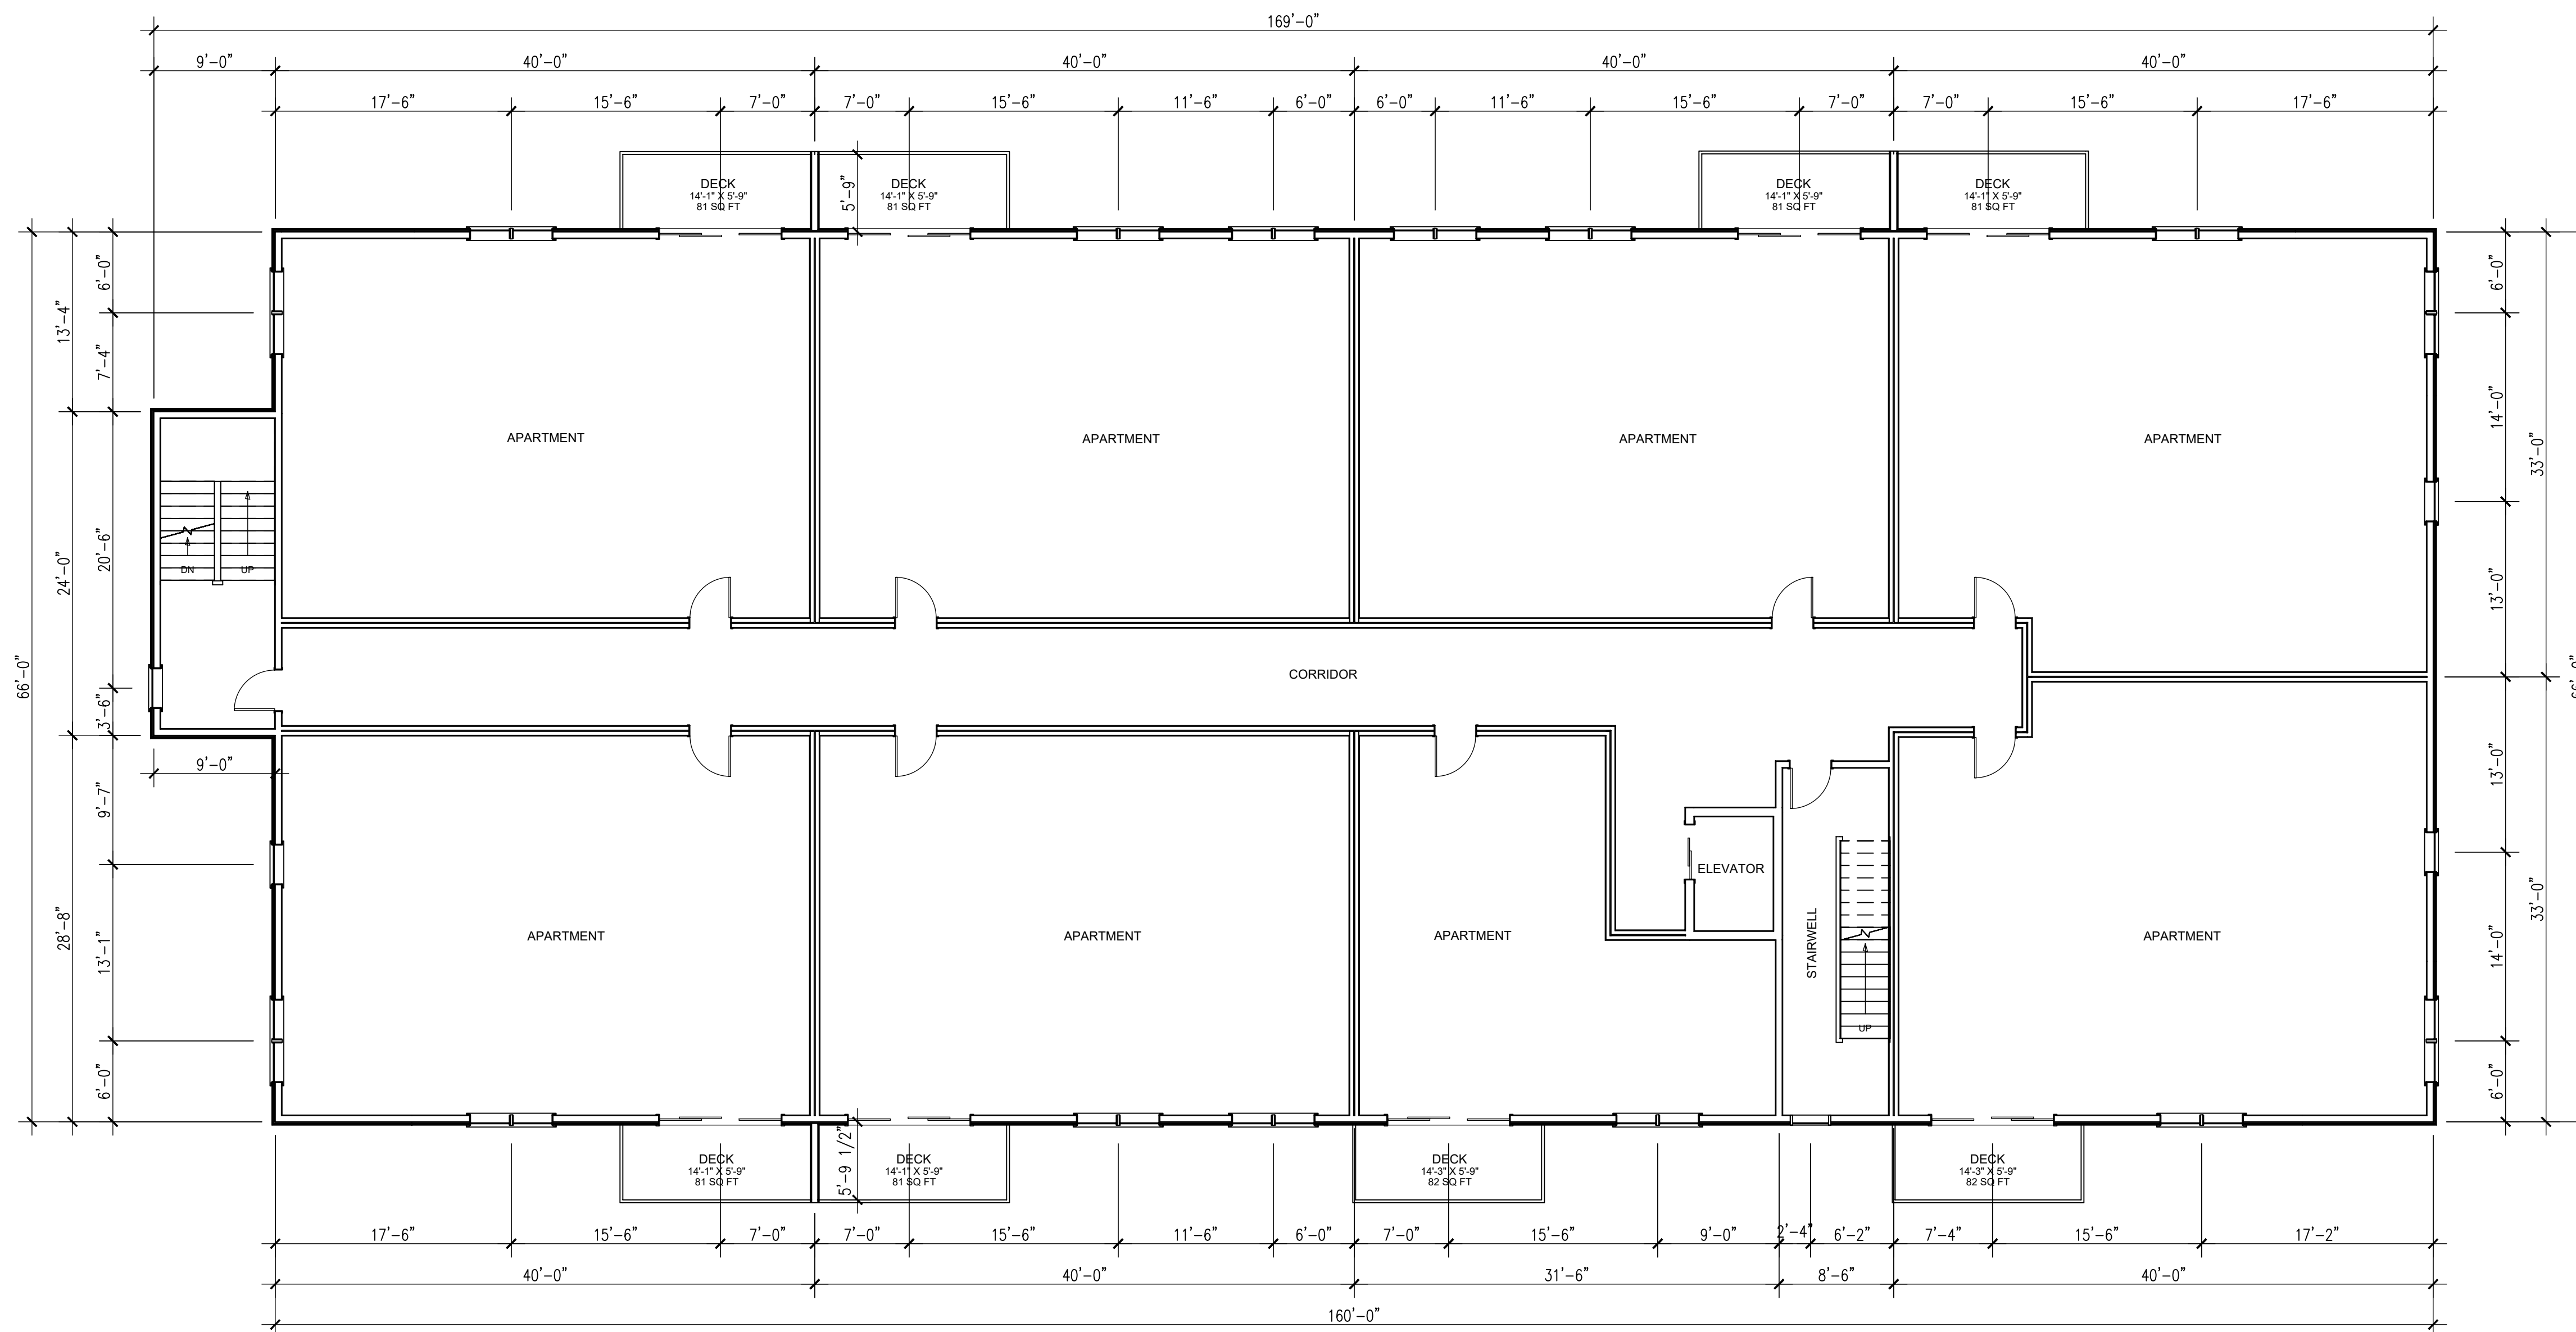 169'-0"
9'-0" 40'-0" 40'-0" 40'-0" 40'-0"
17'-6" 15'-6" 7'-0" 7'-0" 15'-6" 11'-6" 6'-0" 6'-0" 11'-6" 15'-6" 7'-0" 7'-0" 15'-6" 17'-6"
DECK
14'-1" X 5'-9"
81 SQ FT
5'-9"
DECK
14'-1" X 5'-9"
81 SQ FT
DECK
14'-1" X 5'-9"
81 SQ FT
DECK
14'-1" X 5'-9"
81 SQ FT
66'-0"
13'-4"
24'-0"
28'-8"
6'-0"
7'-4"
20'-6"
3'-6"
9'-7"
13'-1"
6'-0"
APARTMENT
APARTMENT
APARTMENT
APARTMENT
6'-0"
14'-0"
13'-0"
13'-0"
14'-0"
6'-0"
33'-0"
33'-0"
66'-0"
DN UP
CORRIDOR
9'-0"
ELEVATOR
STAIRWELL
UP
APARTMENT
APARTMENT
APARTMENT
APARTMENT
DECK
14'-1" X 5'-9"
81 SQ FT
5'-9 1/2"
DECK
14'-1" X 5'-9"
81 SQ FT
DECK
14'-3" X 5'-9"
82 SQ FT
DECK
14'-3" X 5'-9"
82 SQ FT
17'-6" 15'-6" 7'-0" 7'-0" 15'-6" 11'-6" 6'-0" 7'-0" 15'-6" 9'-0" 2'-4" 6'-2" 7'-4" 15'-6" 17'-2"
40'-0" 40'-0" 31'-6" 8'-6" 40'-0"
160'-0"